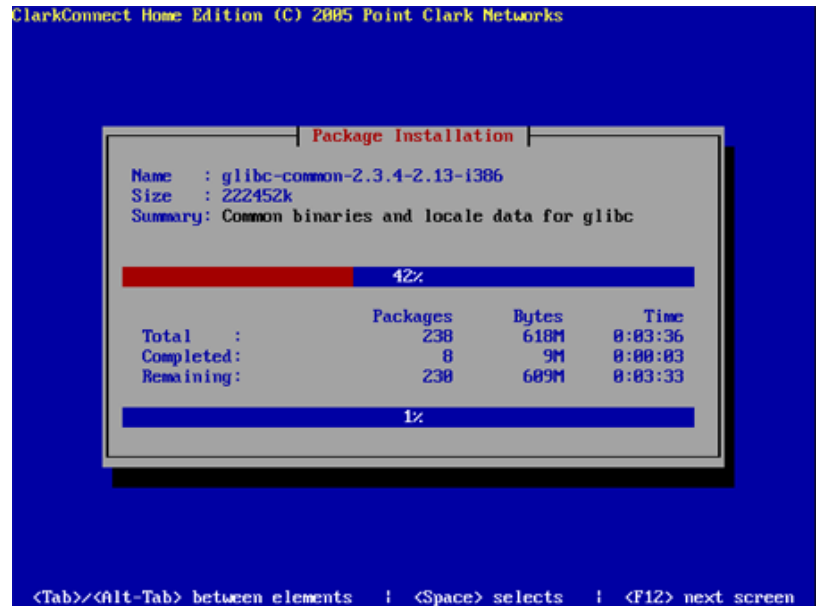 ClarkConnect Home Edition (C) 2005 Point Clark Networks
Package Installation
Name : glibc-common-2.3.4-2.13-i386
Size : 222452k
Summary: Common binaries and locale data for glibc
42%
Packages Bytes Time
Total : 238 618M 0:03:36
Completed: 8 9M 0:00:03
Remaining: 230 609M 0:03:33
1%
<Tab>/<Alt-Tab> between elements | <Space> selects | <F12> next screen